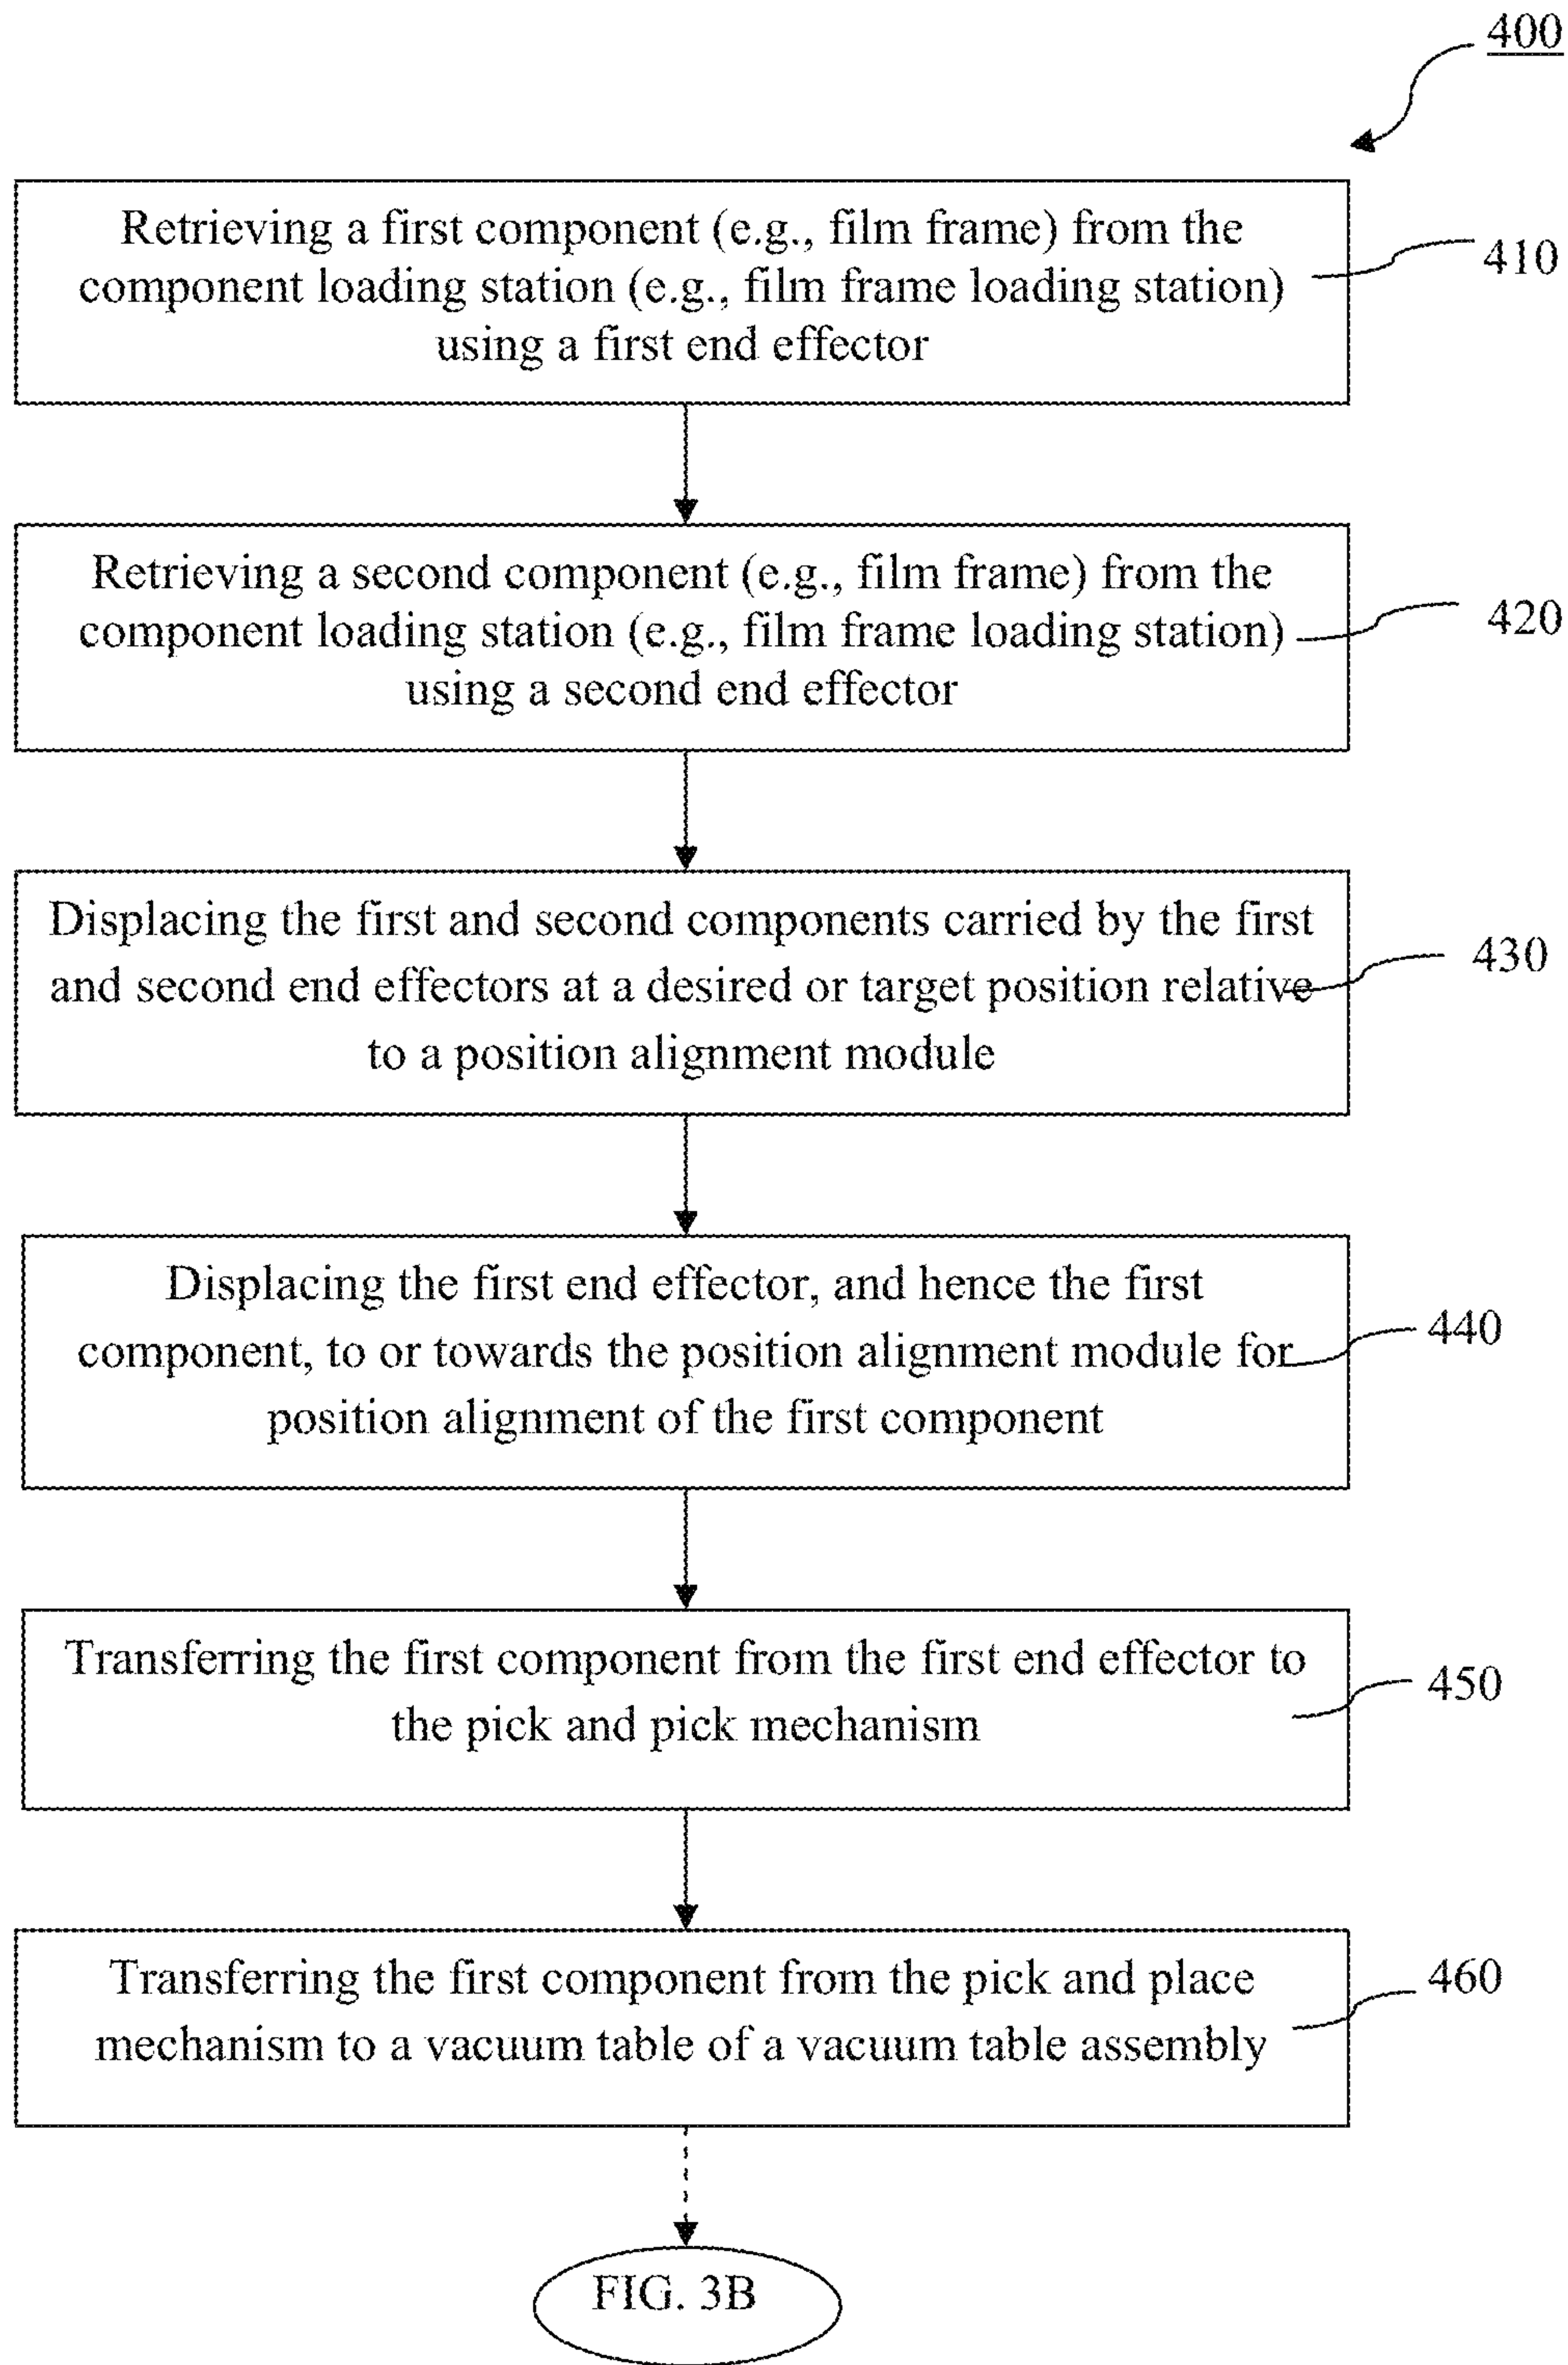 400
Retrieving a first component (e.g., film frame) from the
component loading station (e.g., film frame loading station)
using a first end effector
410
Retrieving a second component (e.g., film frame) from the
component loading station (e.g., film frame loading station)
using a second end effector
420
Displacing the first and second components carried by the first
and second end effectors at a desired or target position relative
to a position alignment module
430
Displacing the first end effector, and hence the first
component, to or towards the position alignment module for
position alignment of the first component
440
Transferring the first component from the first end effector to
the pick and pick mechanism
450
Transferring the first component from the pick and place
mechanism to a vacuum table of a vacuum table assembly
460
FIG. 3B